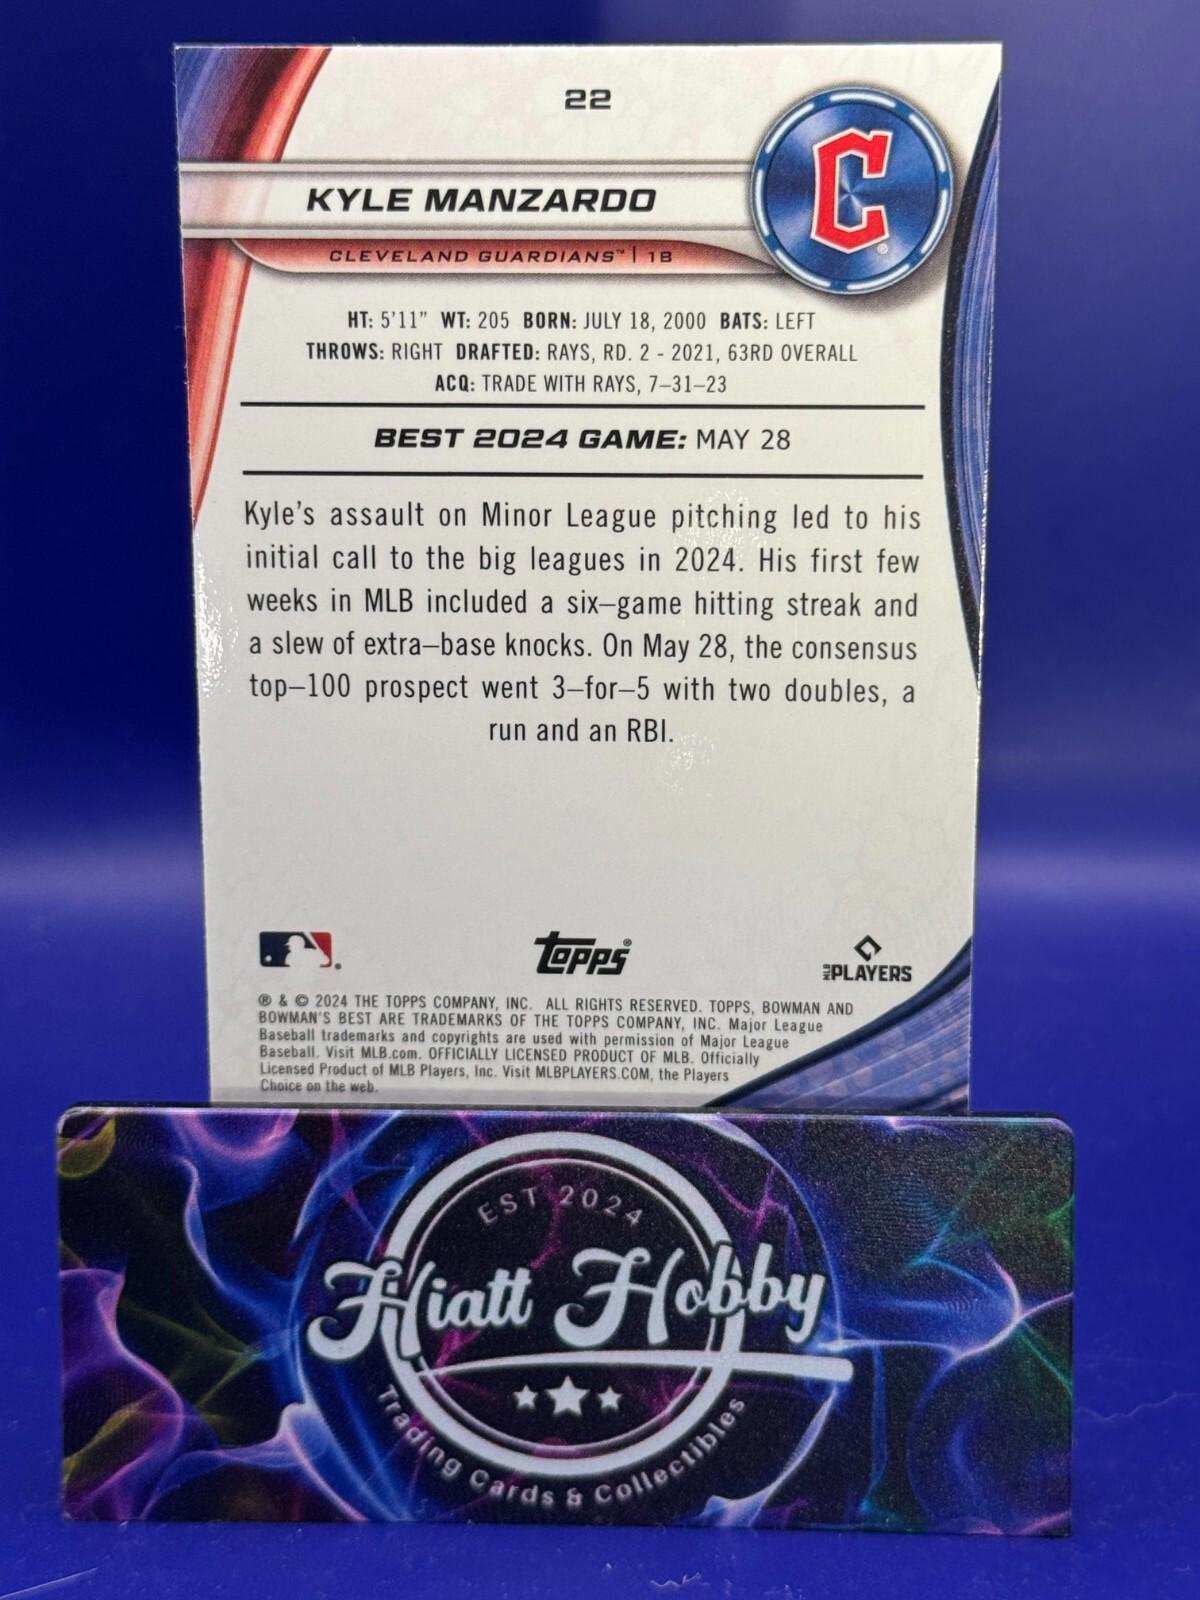 22
C
KYLE MANZARDO
CLEVELAND GUARDIANS™ | 1B
HT: 5'11" WT: 205 BORN: JULY 18, 2000 BATS: LEFT
THROWS: RIGHT DRAFTED: RAYS, RD. 2 - 2021, 63RD OVERALL
ACQ: TRADE WITH RAYS, 7–31–23
BEST 2024 GAME: MAY 28
Kyle's assault on Minor League pitching led to his
initial call to the big leagues in 2024. His first few
weeks in MLB included a six–game hitting streak and
a slew of extra–base knocks. On May 28, the consensus
top–100 prospect went 3–for–5 with two doubles, a
run and an RBI.
Topps®
MLB PLAYERS
® & © 2024 THE TOPPS COMPANY, INC. ALL RIGHTS RESERVED. TOPPS, BOWMAN AND
BOWMAN'S BEST ARE TRADEMARKS OF THE TOPPS COMPANY, INC. Major League
Baseball trademarks and copyrights are used with permission of Major League
Baseball. Visit MLB.com. OFFICIALLY LICENSED PRODUCT OF MLB. Officially
Licensed Product of MLB Players, Inc. Visit MLBPLAYERS.COM, the Players
Choice on the web.
EST 2024
Hiatt Hobby
Trading Cards & Collectibles